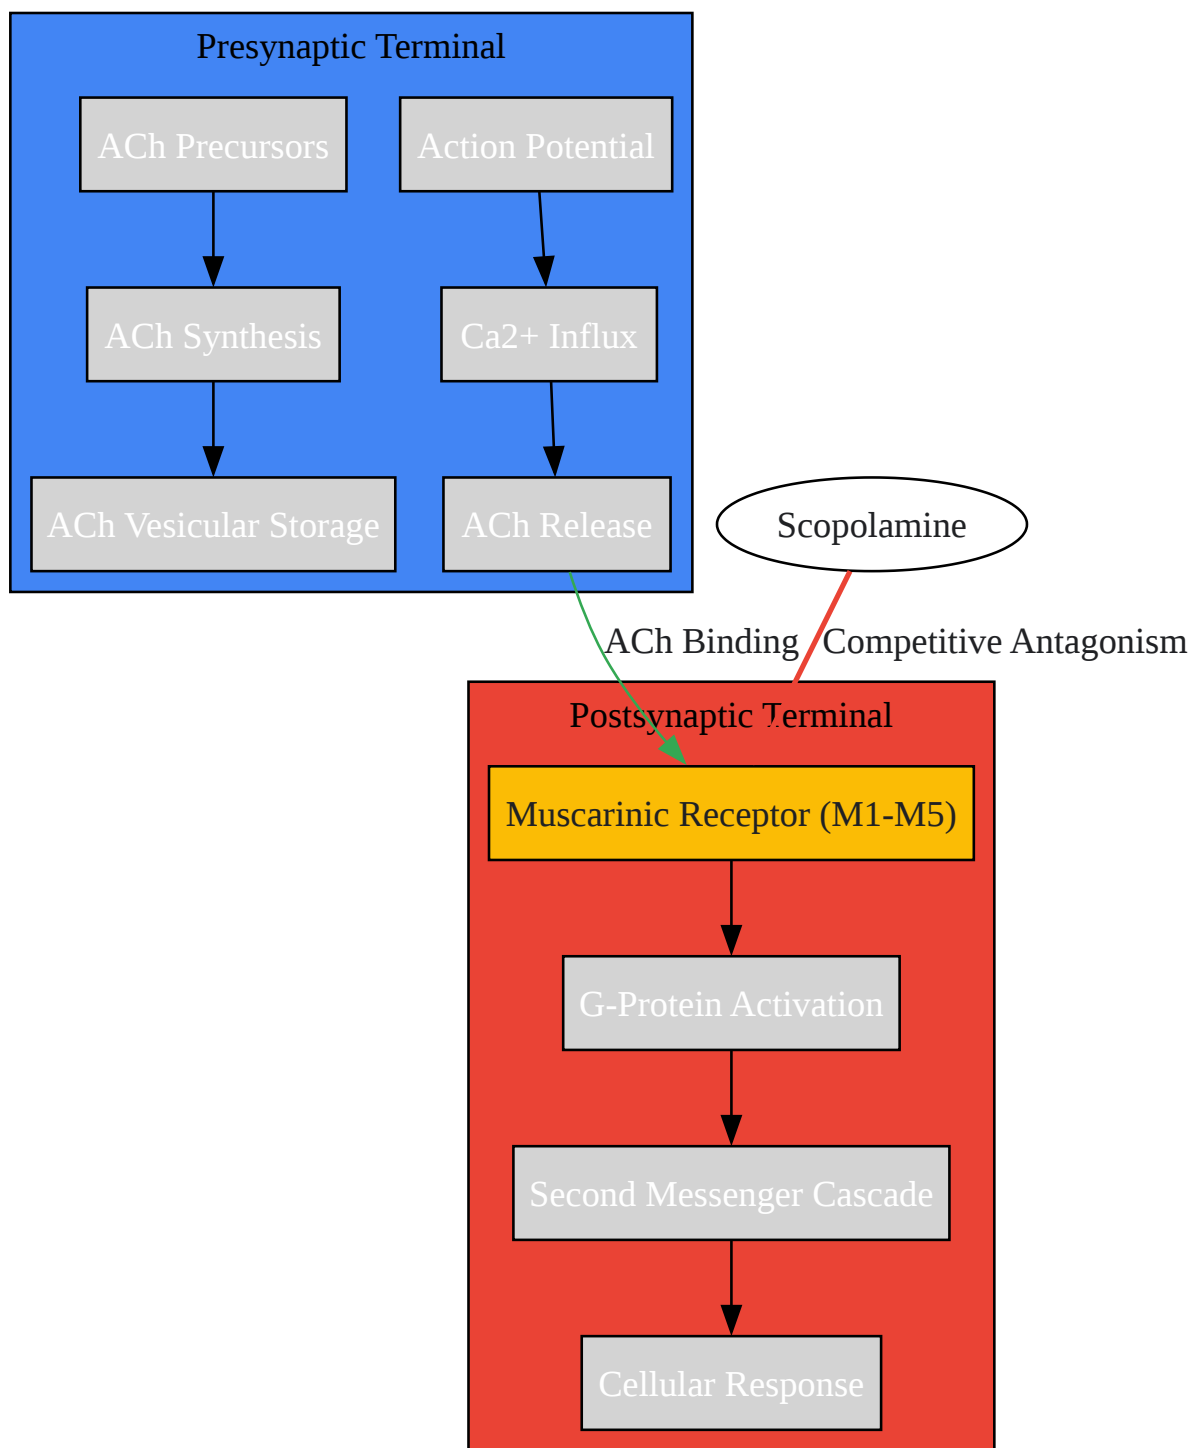 Presynaptic Terminal
ACh Precursors
Action Potential
ACh Synthesis
Ca2+ Influx
ACh Vesicular Storage
ACh Release
Scopolamine
ACh Binding
Competitive Antagonism
Postsynaptic Terminal
Muscarinic Receptor (M1-M5)
G-Protein Activation
Second Messenger Cascade
Cellular Response